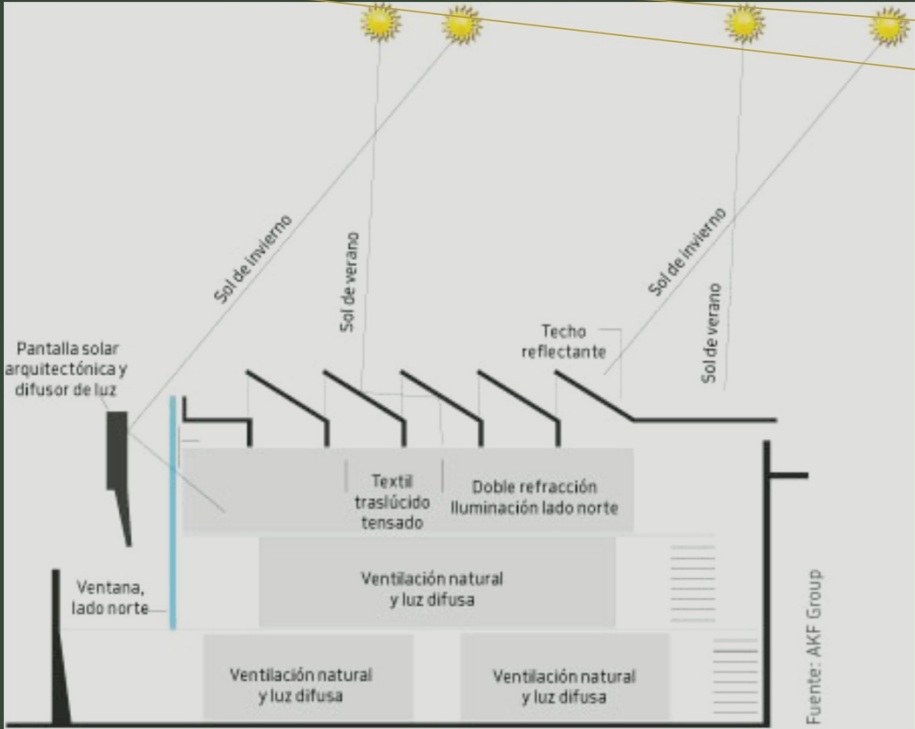 Sol de invierno
Sol de verano
Sol de invierno
Sol de verano
Techo
reflectante
Pantalla solar
arquitectónica y
difusor de luz
Textil
traslúcido
tensado
Doble refracción
Iluminación lado norte
Ventana,
lado norte
Ventilación natural
y luz difusa
Ventilación natural
y luz difusa
Ventilación natural
y luz difusa
Fuente: AKF Group